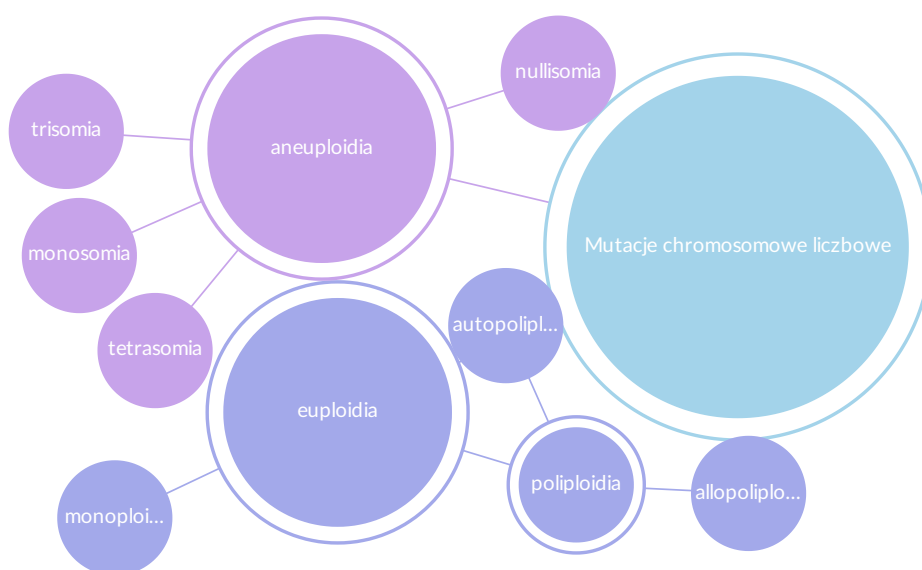 nullisomia
trisomia
aneuploidia
Mutacje chromosomowe liczbowe
monosomia
autopolipl...
tetrasomia
euploidia
poliploidia
allopoliplo...
monoploi...